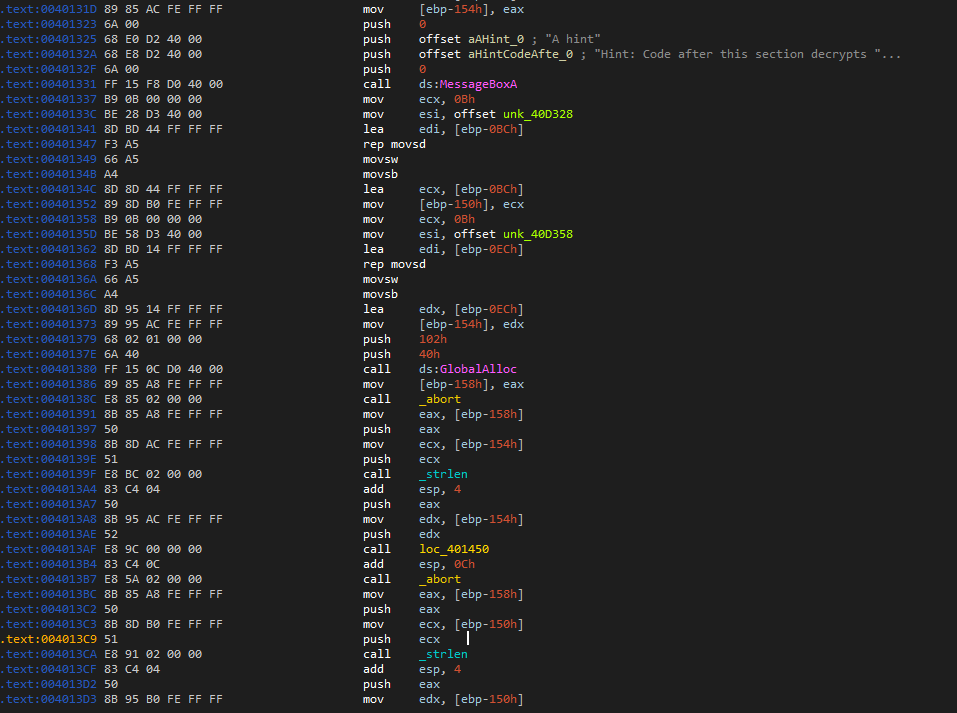 .text:0040131D 89 85 AC FE FF FF mov [ebp-154h], eax
.text:00401323 6A 00 push 0
.text:00401325 68 E0 D2 40 00 push offset aAHint_0 ; "A hint"
.text:0040132A 68 E8 D2 40 00 push offset aHintCodeAfte_0 ; "Hint: Code after this section decrypts "...
.text:0040132F 6A 00 push 0
.text:00401331 FF 15 F8 D0 40 00 call ds:MessageBoxA
.text:00401337 B9 0B 00 00 00 mov ecx, 0Bh
.text:0040133C BE 28 D3 40 00 mov esi, offset unk_40D328
.text:00401341 8D BD 44 FF FF FF lea edi, [ebp-0BCh]
.text:00401347 F3 A5 rep movsd
.text:00401349 66 A5 movsw
.text:0040134B A4 movsb
.text:0040134C 8D 8D 44 FF FF FF lea ecx, [ebp-0BCh]
.text:00401352 89 8D B0 FE FF FF mov [ebp-150h], ecx
.text:00401358 B9 0B 00 00 00 mov ecx, 0Bh
.text:0040135D BE 58 D3 40 00 mov esi, offset unk_40D358
.text:00401362 8D BD 14 FF FF FF lea edi, [ebp-0ECh]
.text:00401368 F3 A5 rep movsd
.text:0040136A 66 A5 movsw
.text:0040136C A4 movsb
.text:0040136D 8D 95 14 FF FF FF lea edx, [ebp-0ECh]
.text:00401373 89 95 AC FE FF FF mov [ebp-154h], edx
.text:00401379 68 02 01 00 00 push 102h
.text:0040137E 6A 40 push 40h
.text:00401380 FF 15 0C D0 40 00 call ds:GlobalAlloc
.text:00401386 89 85 A8 FE FF FF mov [ebp-158h], eax
.text:0040138C E8 85 02 00 00 call _abort
.text:00401391 8B 85 A8 FE FF FF mov eax, [ebp-158h]
.text:00401397 50 push eax
.text:00401398 8B 8D AC FE FF FF mov ecx, [ebp-154h]
.text:0040139E 51 push ecx
.text:0040139F E8 BC 02 00 00 call _strlen
.text:004013A4 83 C4 04 add esp, 4
.text:004013A7 50 push eax
.text:004013A8 8B 95 AC FE FF FF mov edx, [ebp-154h]
.text:004013AE 52 push edx
.text:004013AF E8 9C 00 00 00 call loc_401450
.text:004013B4 83 C4 0C add esp, 0Ch
.text:004013B7 E8 5A 02 00 00 call _abort
.text:004013BC 8B 85 A8 FE FF FF mov eax, [ebp-158h]
.text:004013C2 50 push eax
.text:004013C3 8B 8D B0 FE FF FF mov ecx, [ebp-150h]
.text:004013C9 51 push ecx
.text:004013CA E8 91 02 00 00 call _strlen
.text:004013CF 83 C4 04 add esp, 4
.text:004013D2 50 push eax
.text:004013D3 8B 95 B0 FE FF FF mov edx, [ebp-150h]